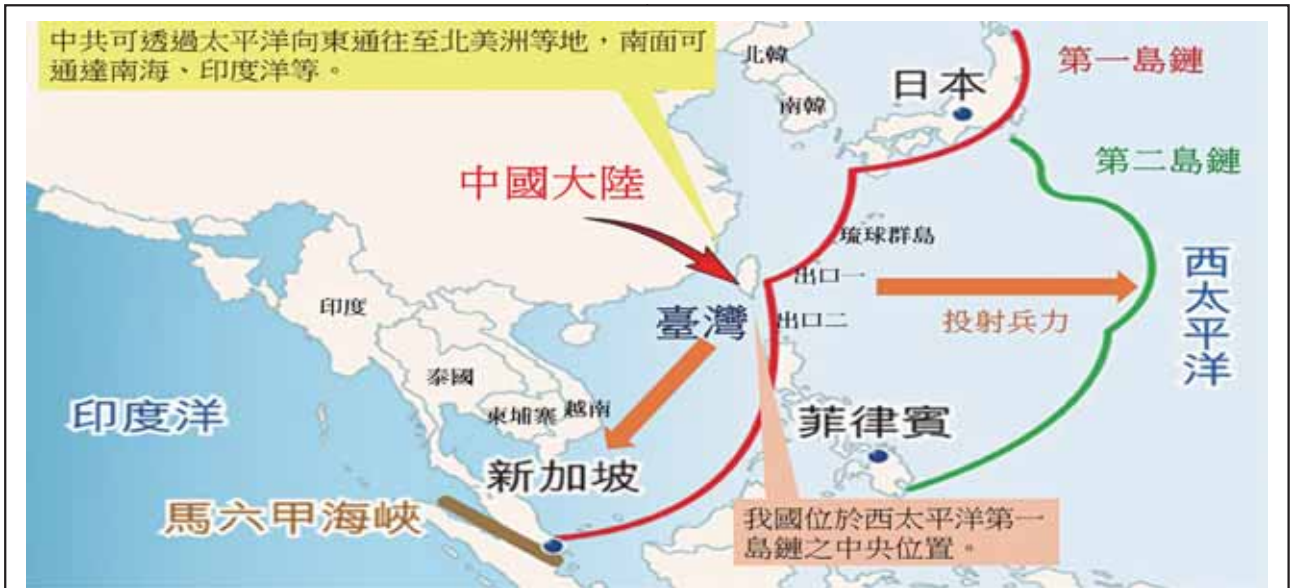 中共可透過太平洋向東通往至北美洲等地，南面可
通達南海、印度洋等。
北韓
南韓
日本
第一島鏈
第二島鏈
中國大陸
琉球群島
出口一
出口二
投射兵力
西太平洋
臺灣
印度
泰國
柬埔寨
越南
印度洋
菲律賓
新加坡
馬六甲海峽
我國位於西太平洋第一
島鏈之中央位置。